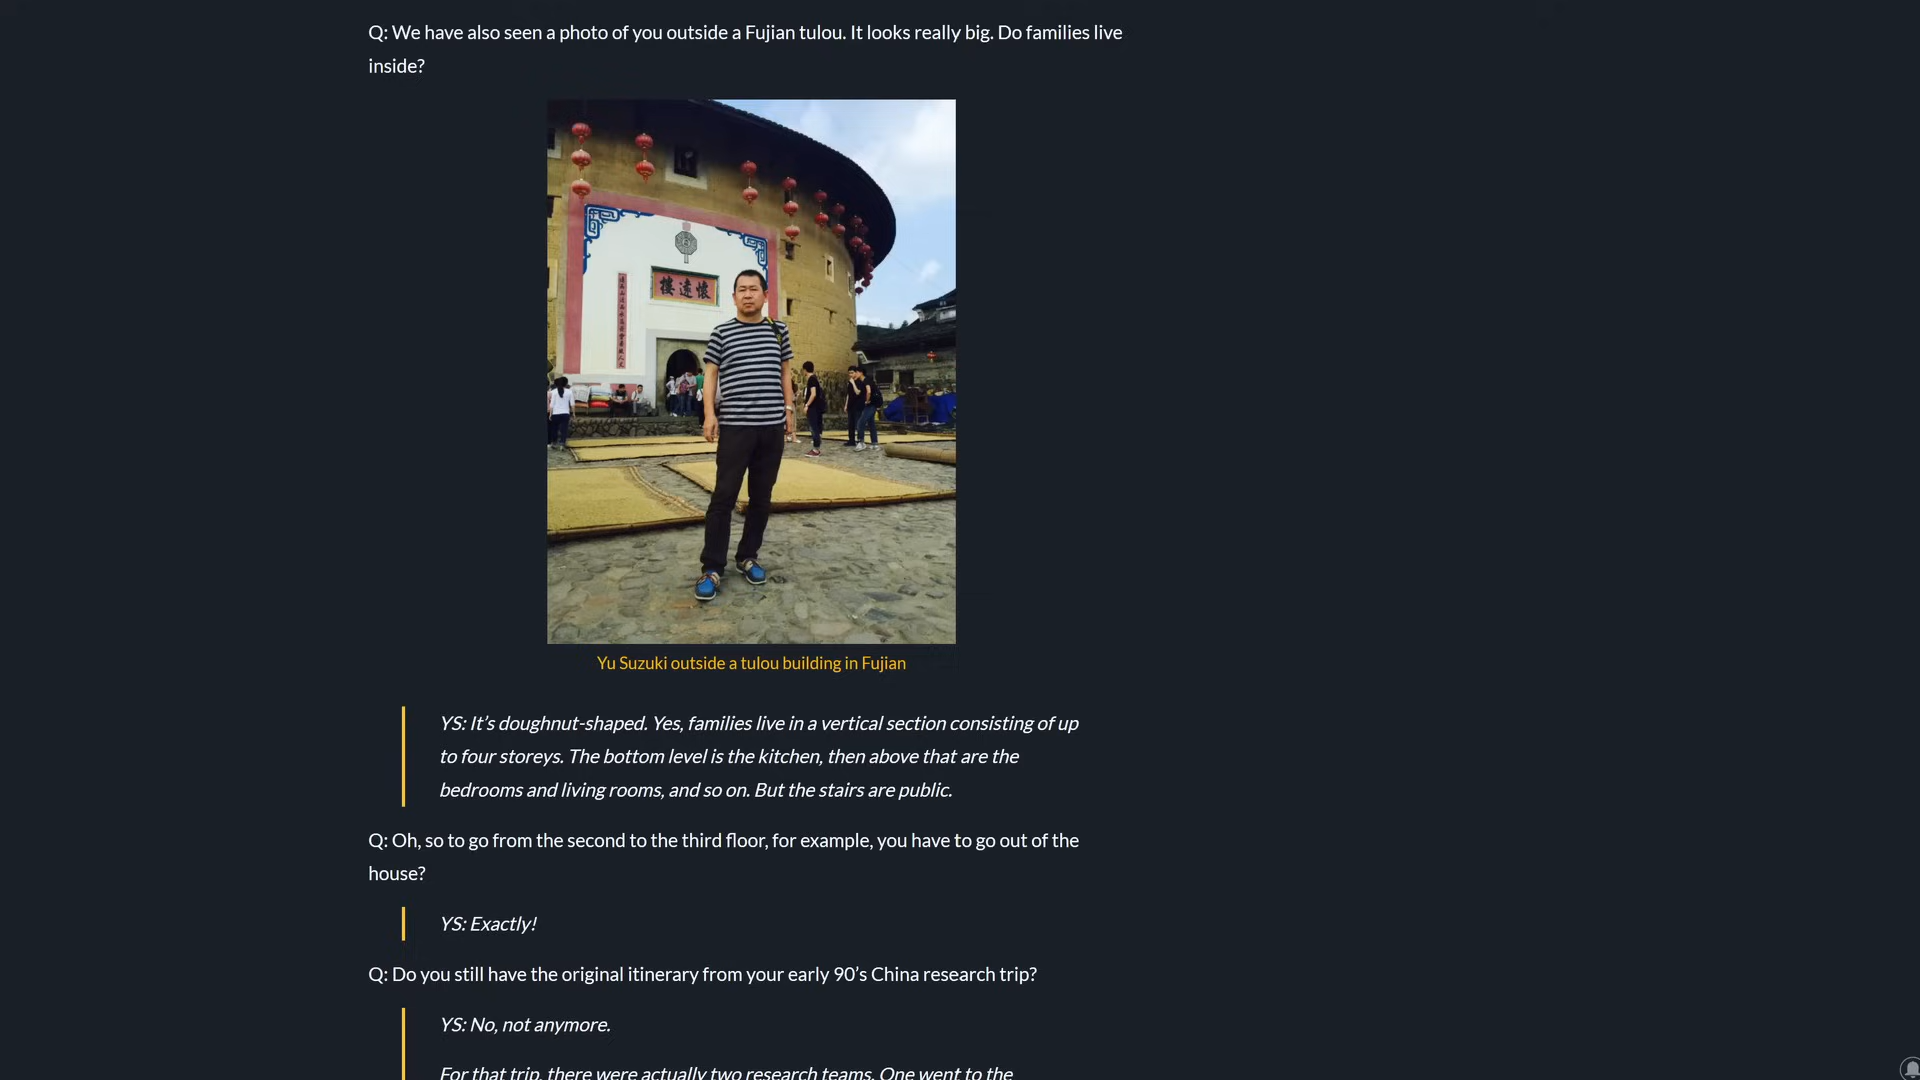 Q: We have also seen a photo of you outside a Fujian tulou. It looks really big. Do families live
inside?
樓遠懷
Yu Suzuki outside a tulou building in Fujian
YS: It’s doughnut-shaped. Yes, families live in a vertical section consisting of up
to four storeys. The bottom level is the kitchen, then above that are the
bedrooms and living rooms, and so on. But the stairs are public.
Q: Oh, so to go from the second to the third floor, for example, you have to go out of the
house?
YS: Exactly!
Q: Do you still have the original itinerary from your early 90’s China research trip?
YS: No, not anymore.
For that trip, there were actually two research teams. One went to the